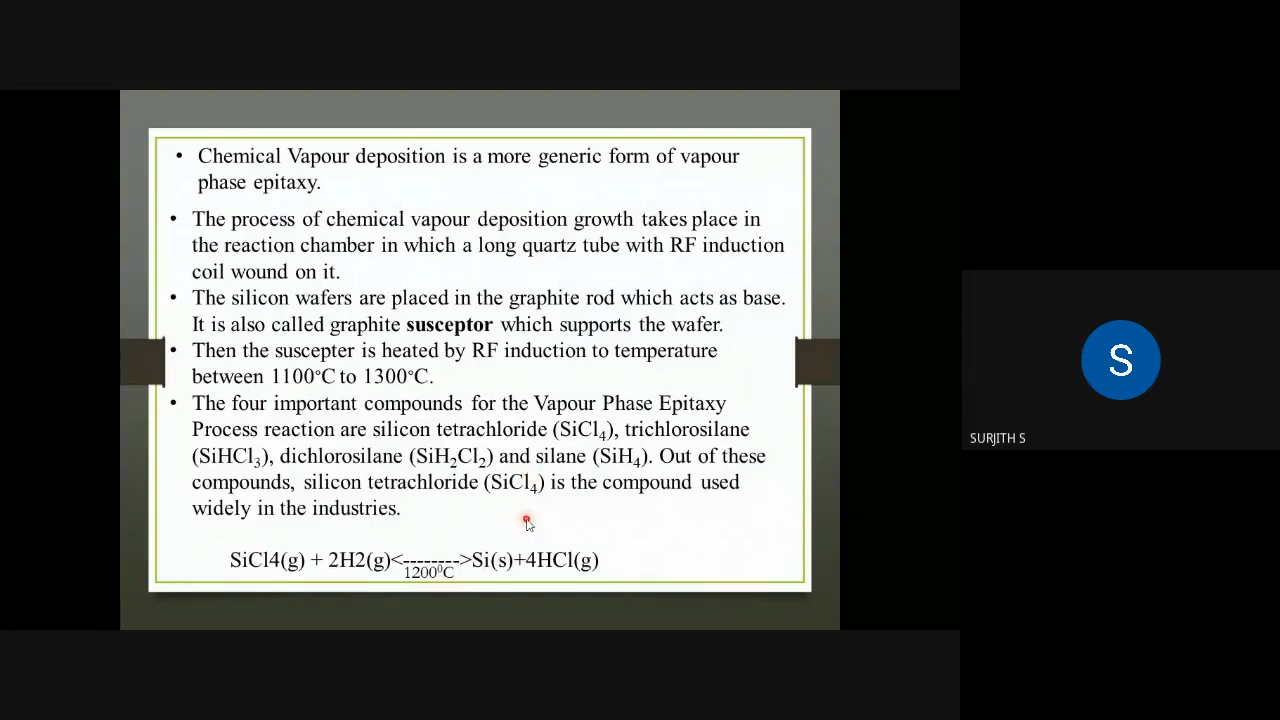 • Chemical Vapour deposition is a more generic form of vapour
phase epitaxy.
• The process of chemical vapour deposition growth takes place in
the reaction chamber in which a long quartz tube with RF induction
coil wound on it.
• The silicon wafers are placed in the graphite rod which acts as base.
It is also called graphite susceptor which supports the wafer.
• Then the suscepter is heated by RF induction to temperature
between 1100°C to 1300°C.
• The four important compounds for the Vapour Phase Epitaxy
Process reaction are silicon tetrachloride (SiCl₄), trichlorosilane
(SiHCl₃), dichlorosilane (SiH₂Cl₂) and silane (SiH₄). Out of these
compounds, silicon tetrachloride (SiCl₄) is the compound used
widely in the industries.
SiCl4(g) + 2H2(g)<-------->Si(s)+4HCl(g)
1200⁰C
S
SURJITH S